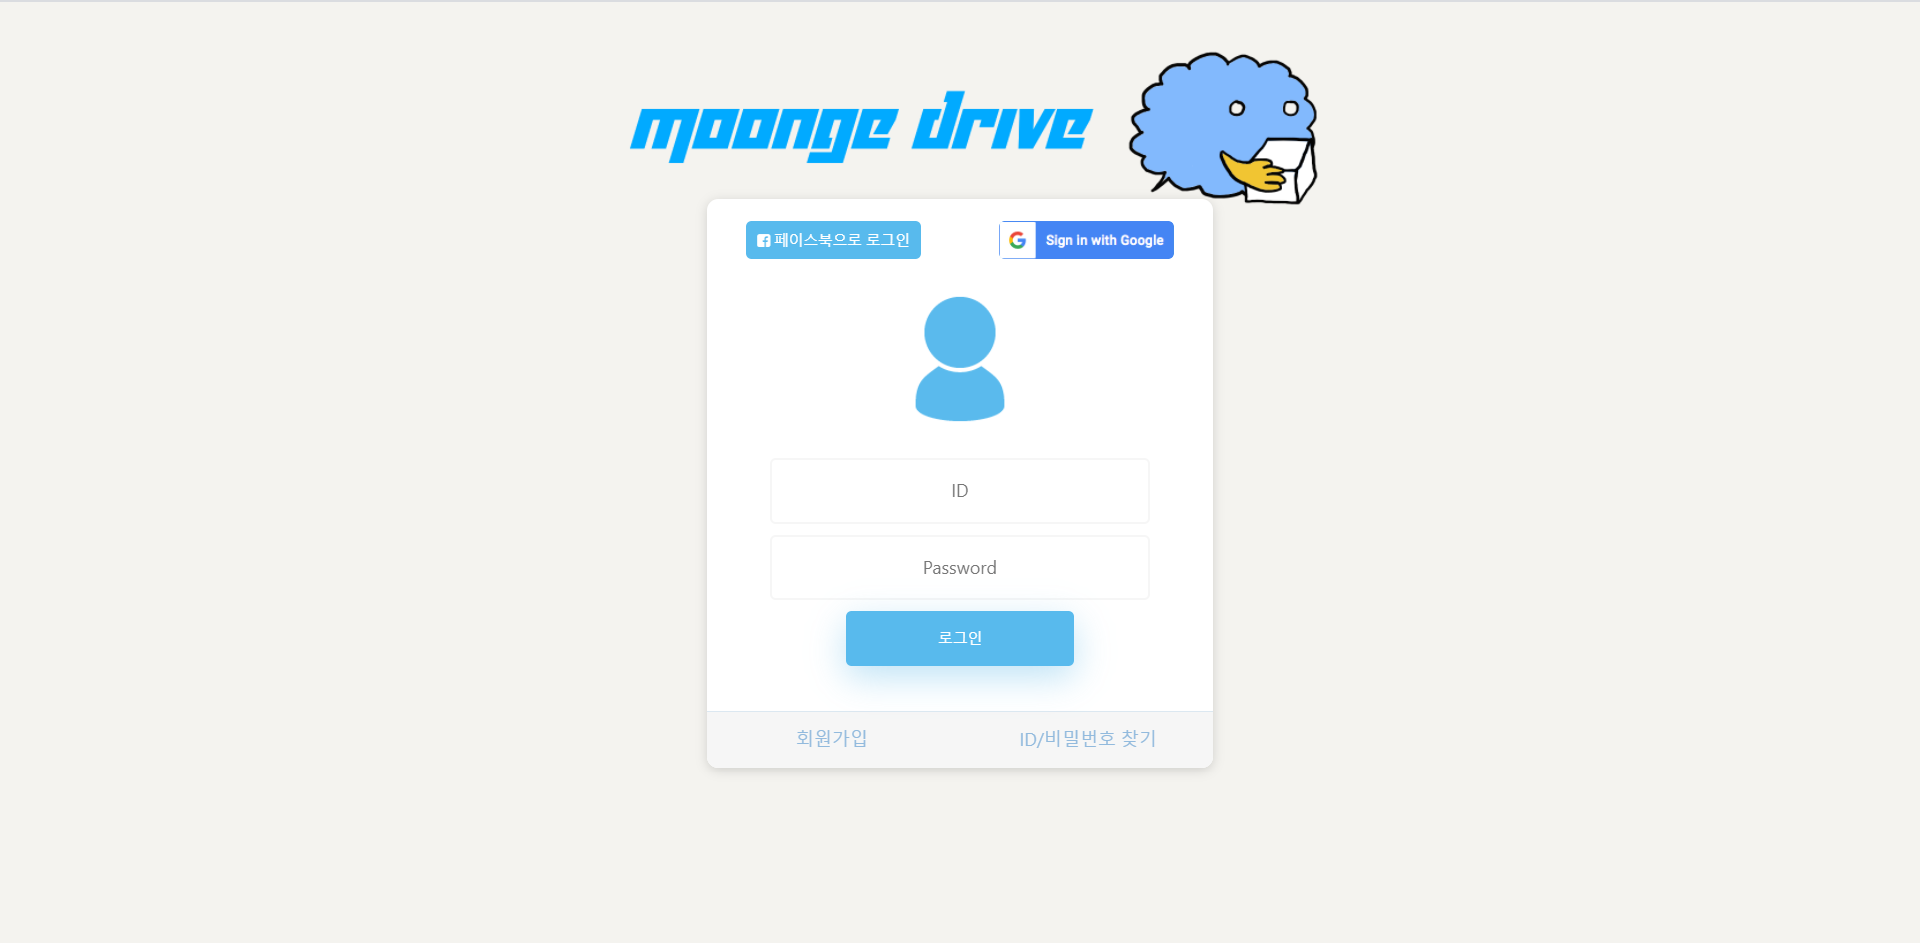 moonge drive
페이스북으로 로그인
Sign in with Google
ID
Password
로그인
회원가입
ID/비밀번호 찾기